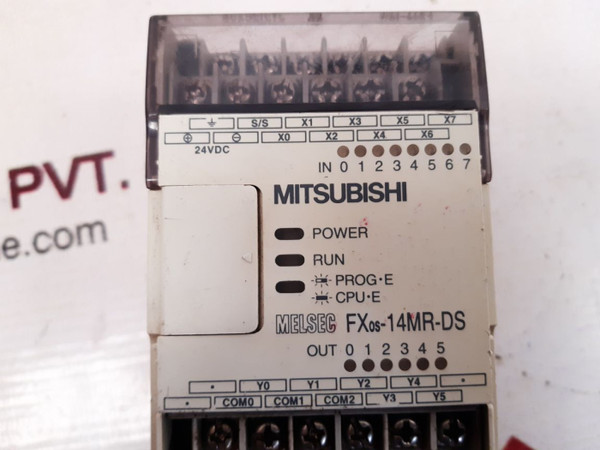 S/S X1 X3 X5 X7
⊕ ⊖ X0 X2 X4 X6
24VDC
IN 0 1 2 3 4 5 6 7
PVT.
se.com
MITSUBISHI
POWER
RUN
PROG·E
CPU·E
MELSEC FX0S-14MR-DS
OUT 0 1 2 3 4 5
• Y0 Y1 Y2 Y4 •
• COM0 COM1 COM2 Y3 Y5